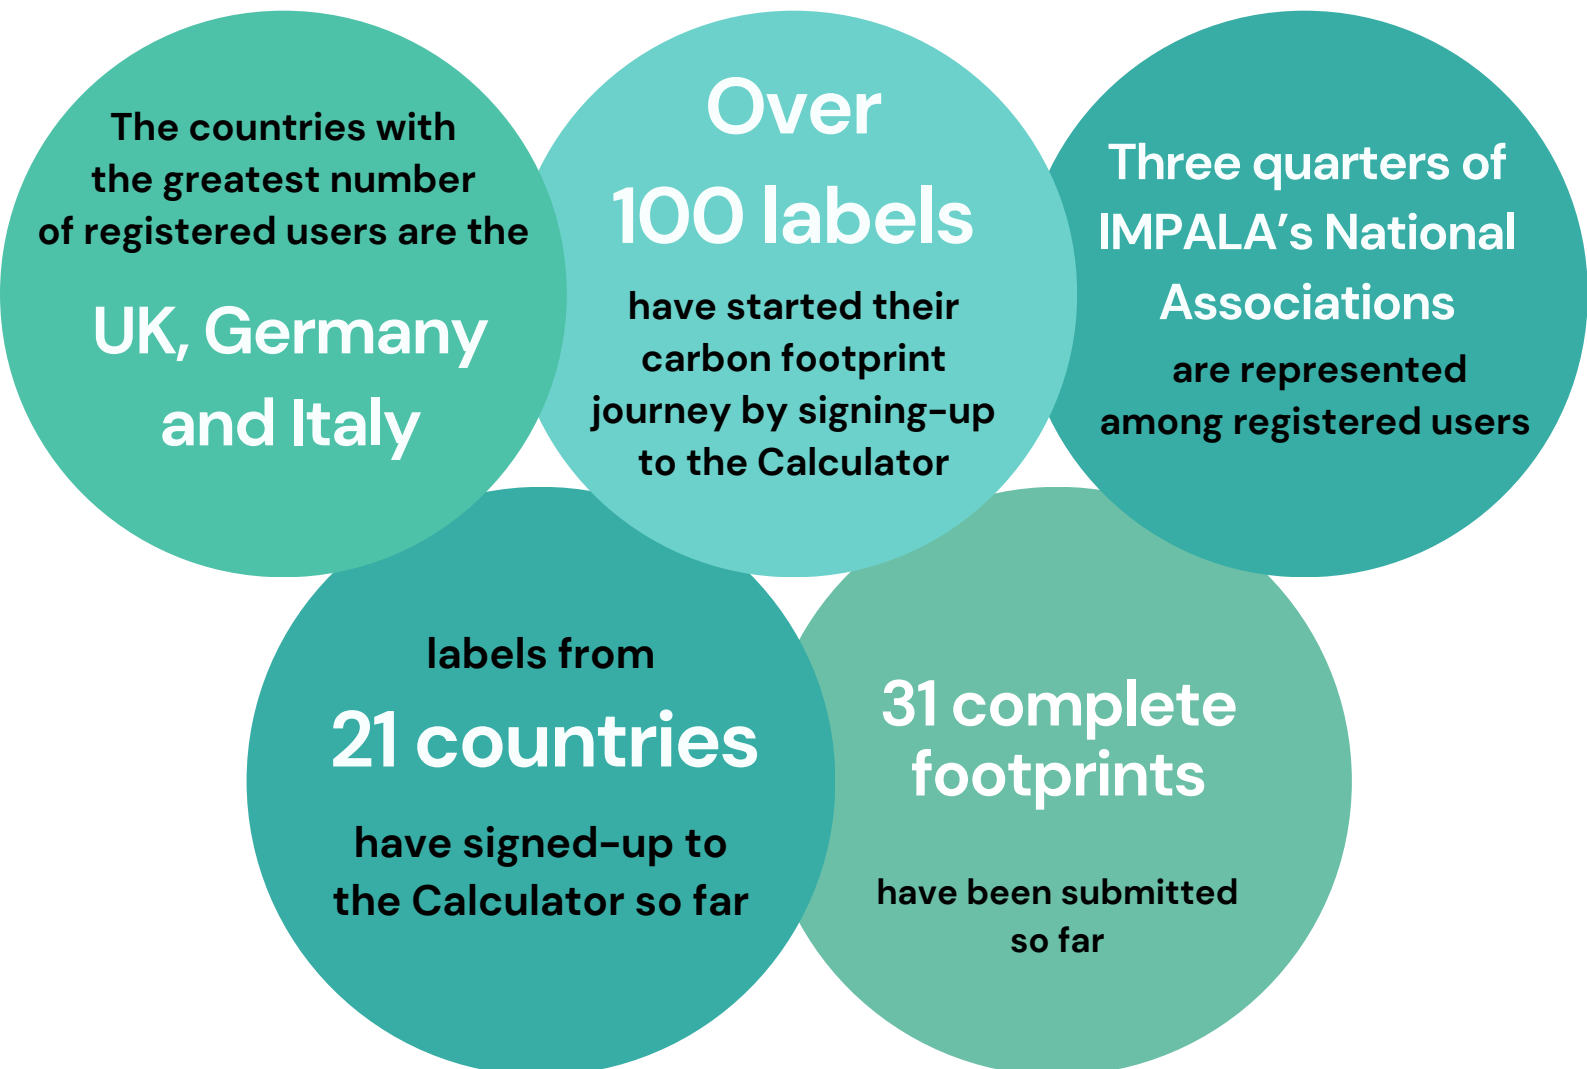 The countries with
the greatest number
of registered users are the
UK, Germany
and Italy
Over
100 labels
have started their
carbon footprint
journey by signing-up
to the Calculator
Three quarters of
IMPALA’s National
Associations
are represented
among registered users
labels from
21 countries
have signed-up to
the Calculator so far
31 complete
footprints
have been submitted
so far